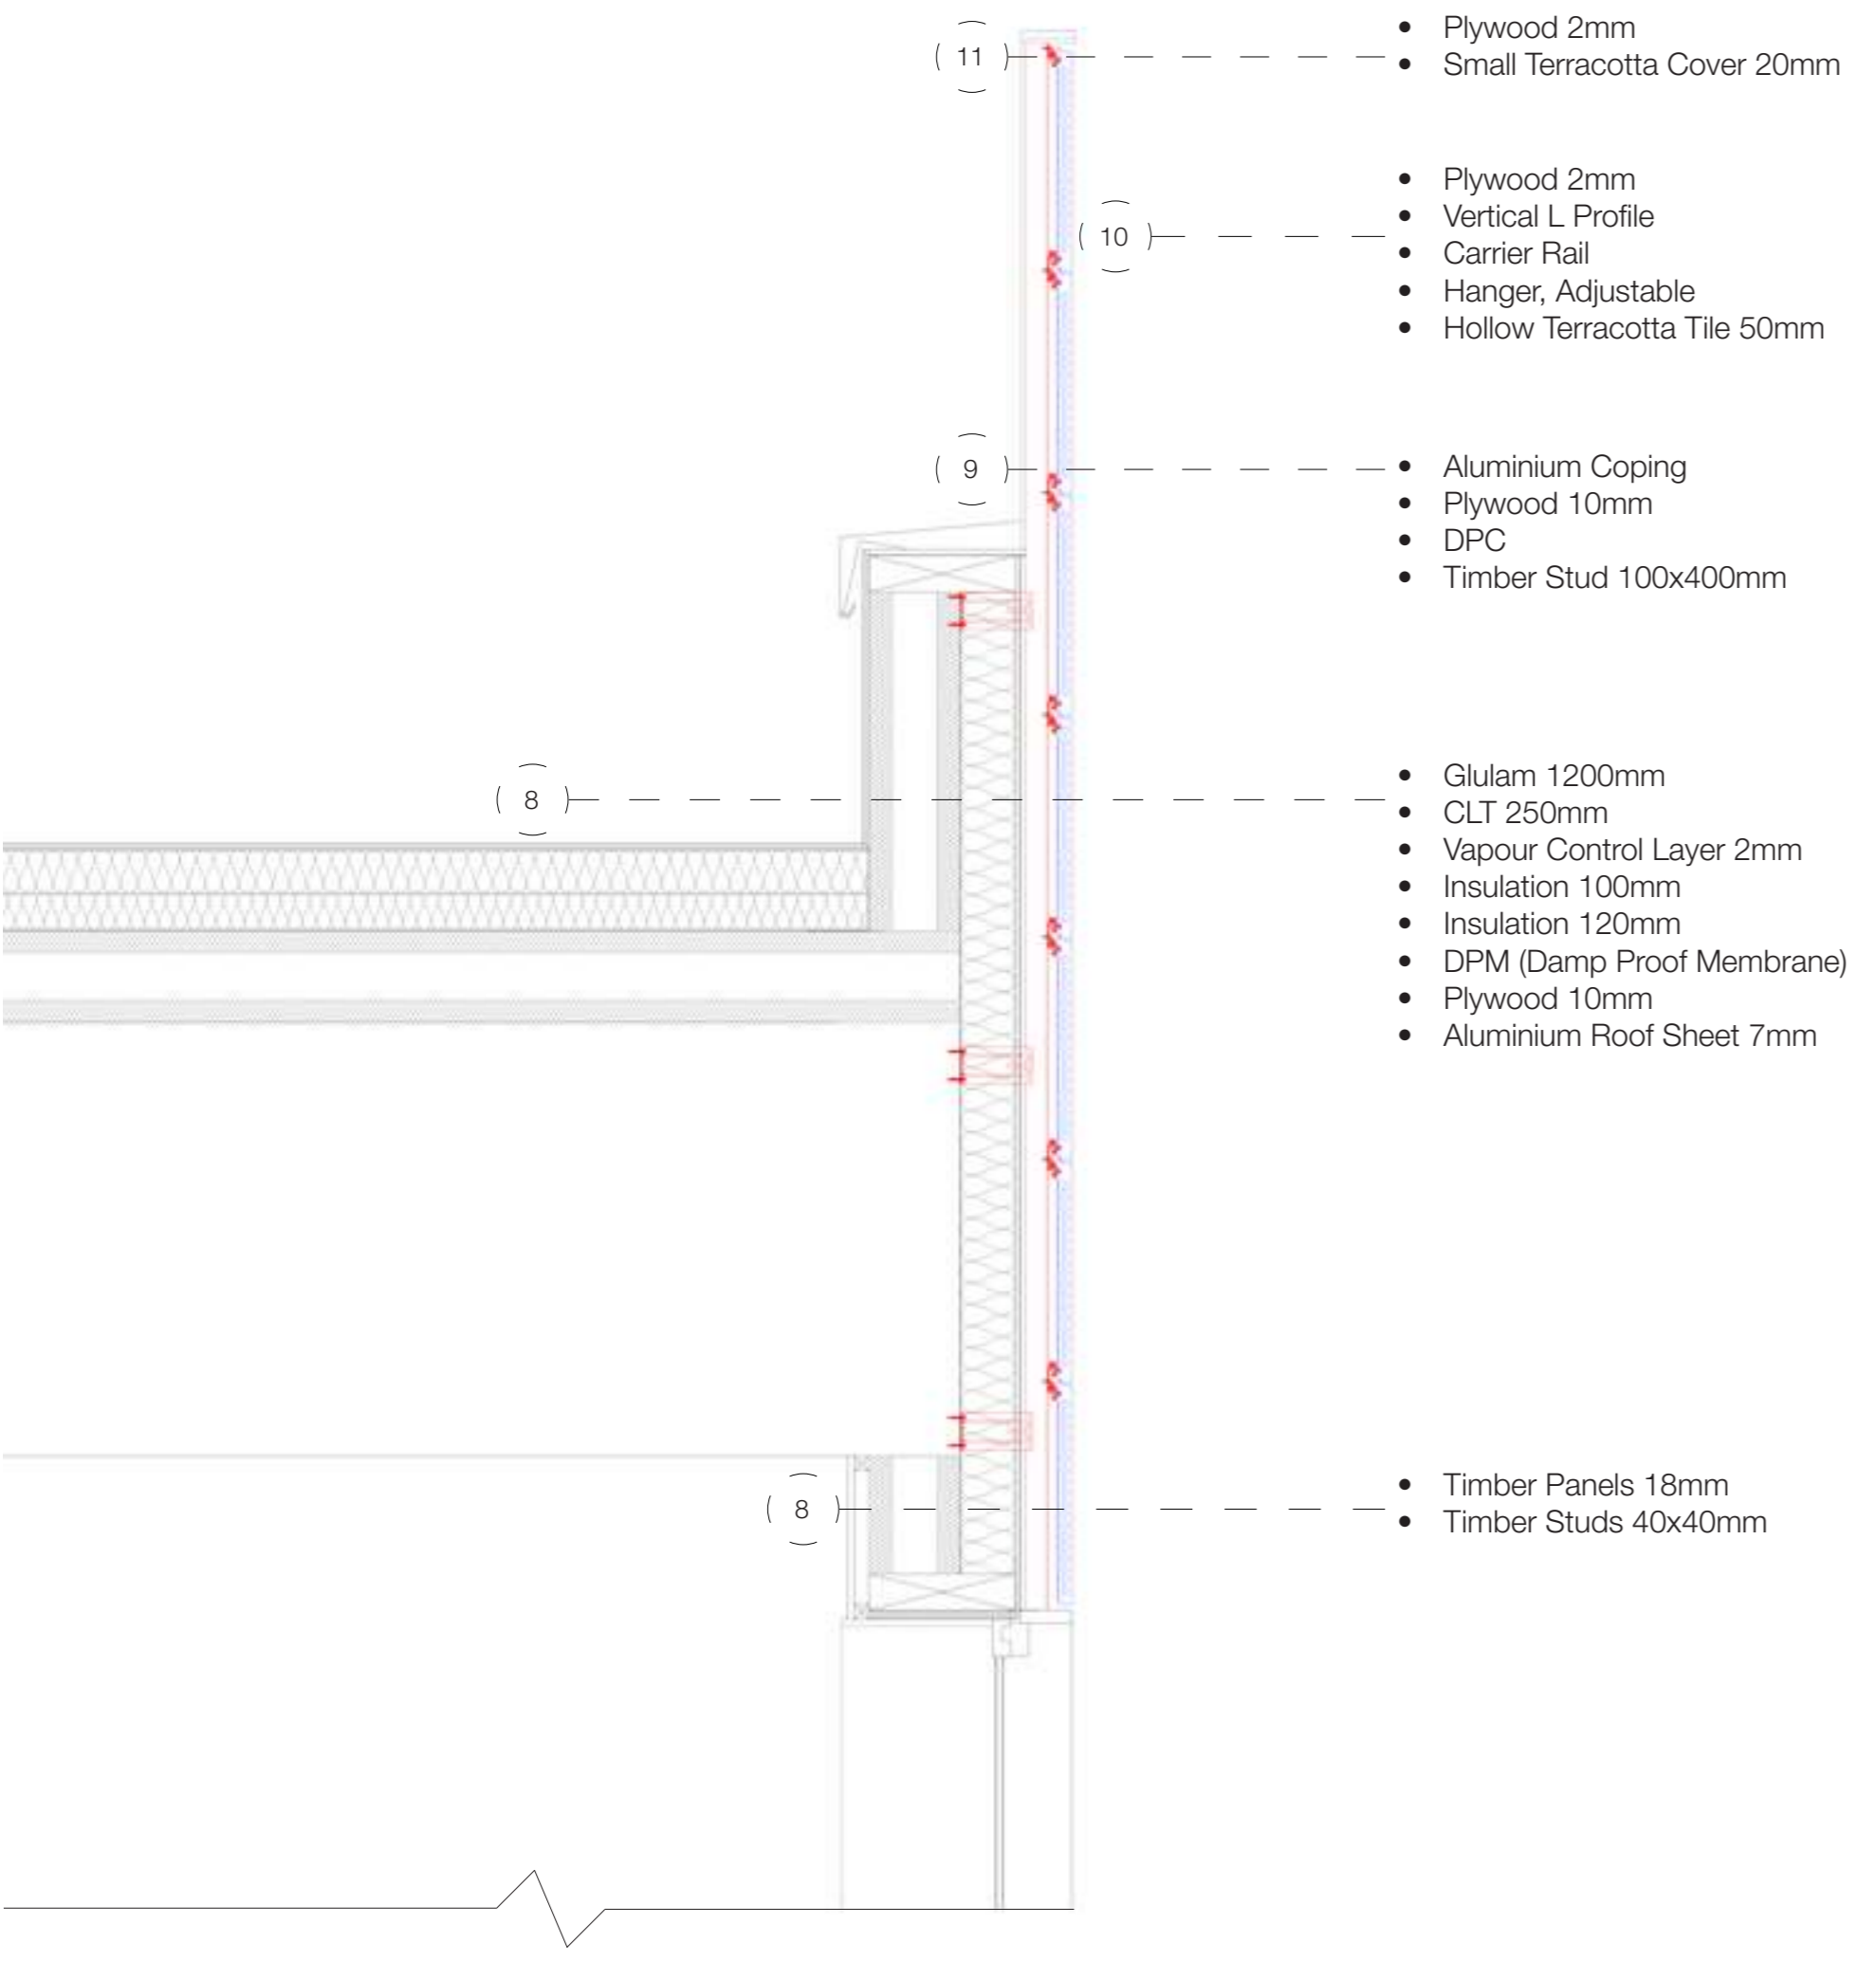 11
• Plywood 2mm
• Small Terracotta Cover 20mm
10
• Plywood 2mm
• Vertical L Profile
• Carrier Rail
• Hanger, Adjustable
• Hollow Terracotta Tile 50mm
9
• Aluminium Coping
• Plywood 10mm
• DPC
• Timber Stud 100x400mm
8
• Glulam 1200mm
• CLT 250mm
• Vapour Control Layer 2mm
• Insulation 100mm
• Insulation 120mm
• DPM (Damp Proof Membrane)
• Plywood 10mm
• Aluminium Roof Sheet 7mm
8
• Timber Panels 18mm
• Timber Studs 40x40mm